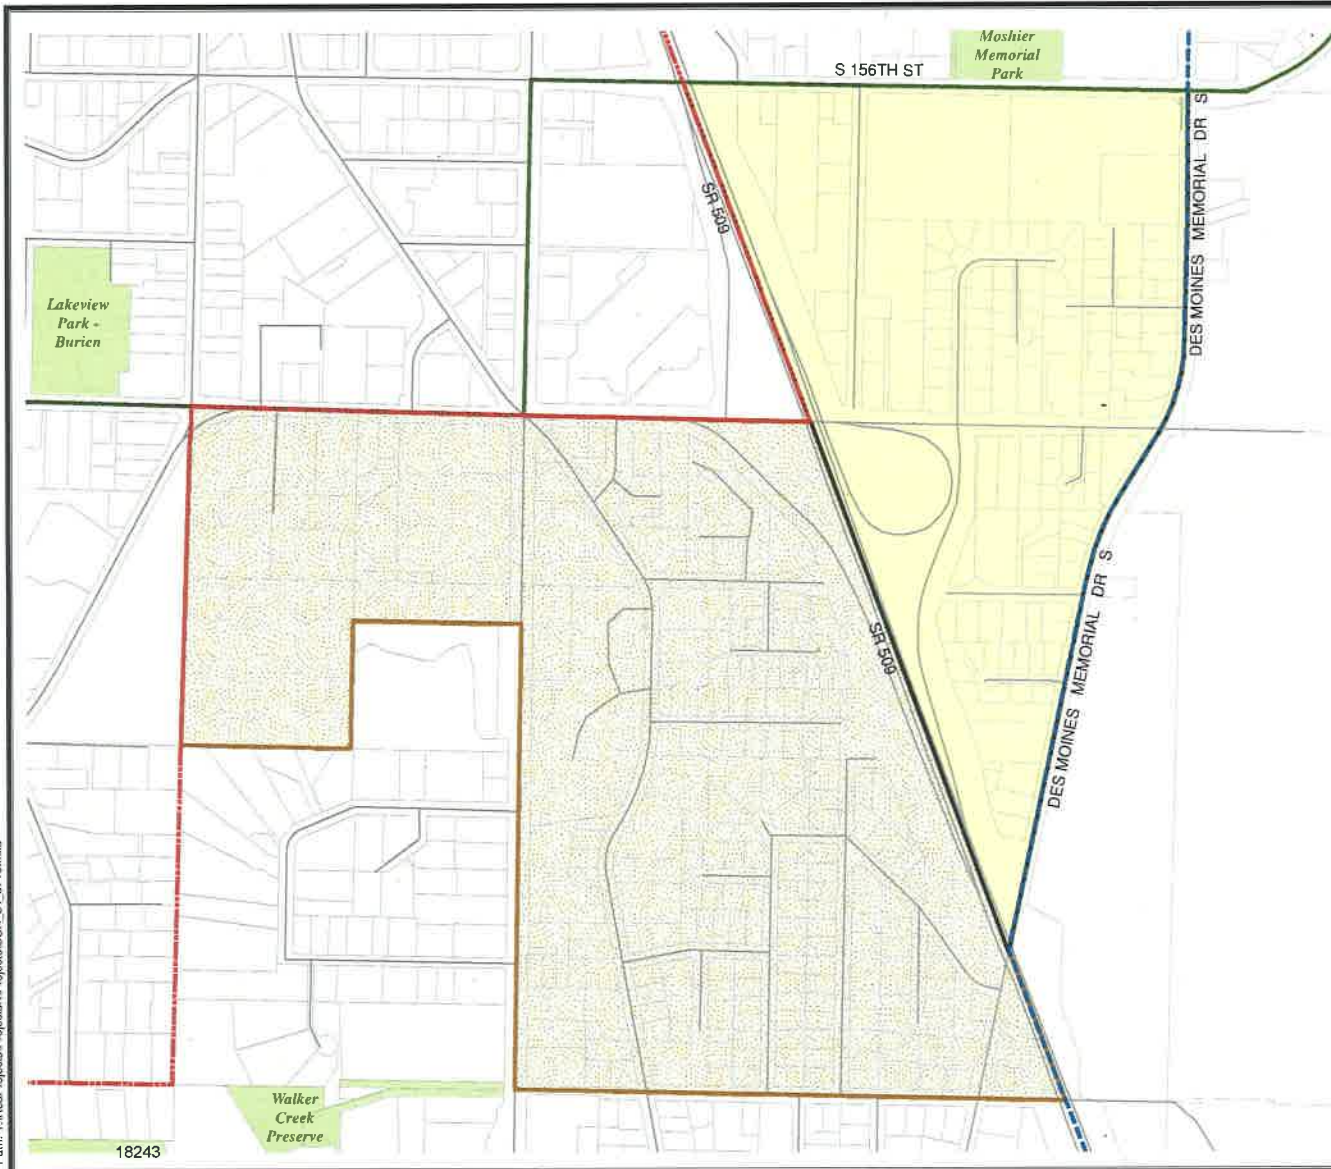 Moshier
Memorial
Park
S 156TH ST
DES MOINES MEMORIAL DR S
SR 509
Lakeview
Park -
Burien
SR 509
DES MOINES MEMORIAL DR S
Walker
Creek
Preserve
18243